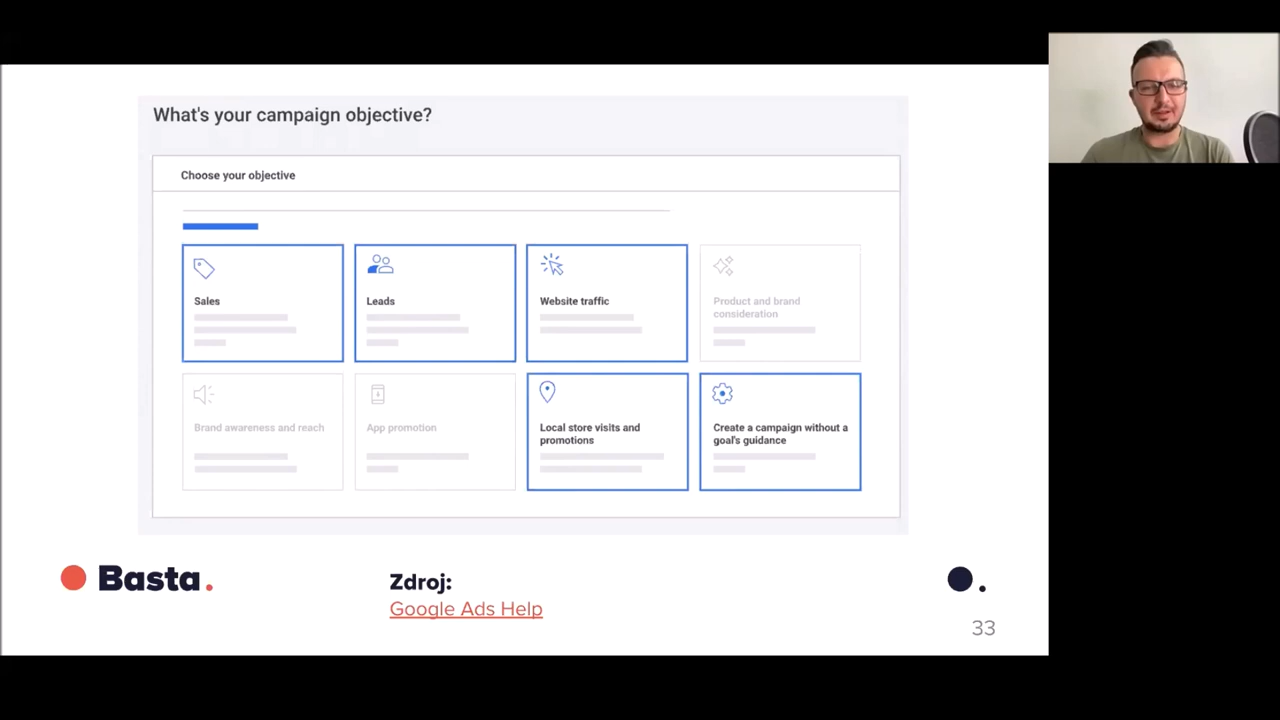 What's your campaign objective?
Choose your objective
Sales
Leads
Website traffic
Product and brand
consideration
Brand awareness and reach
App promotion
Local store visits and
promotions
Create a campaign without a
goal's guidance
Basta.
Zdroj:
Google Ads Help
33